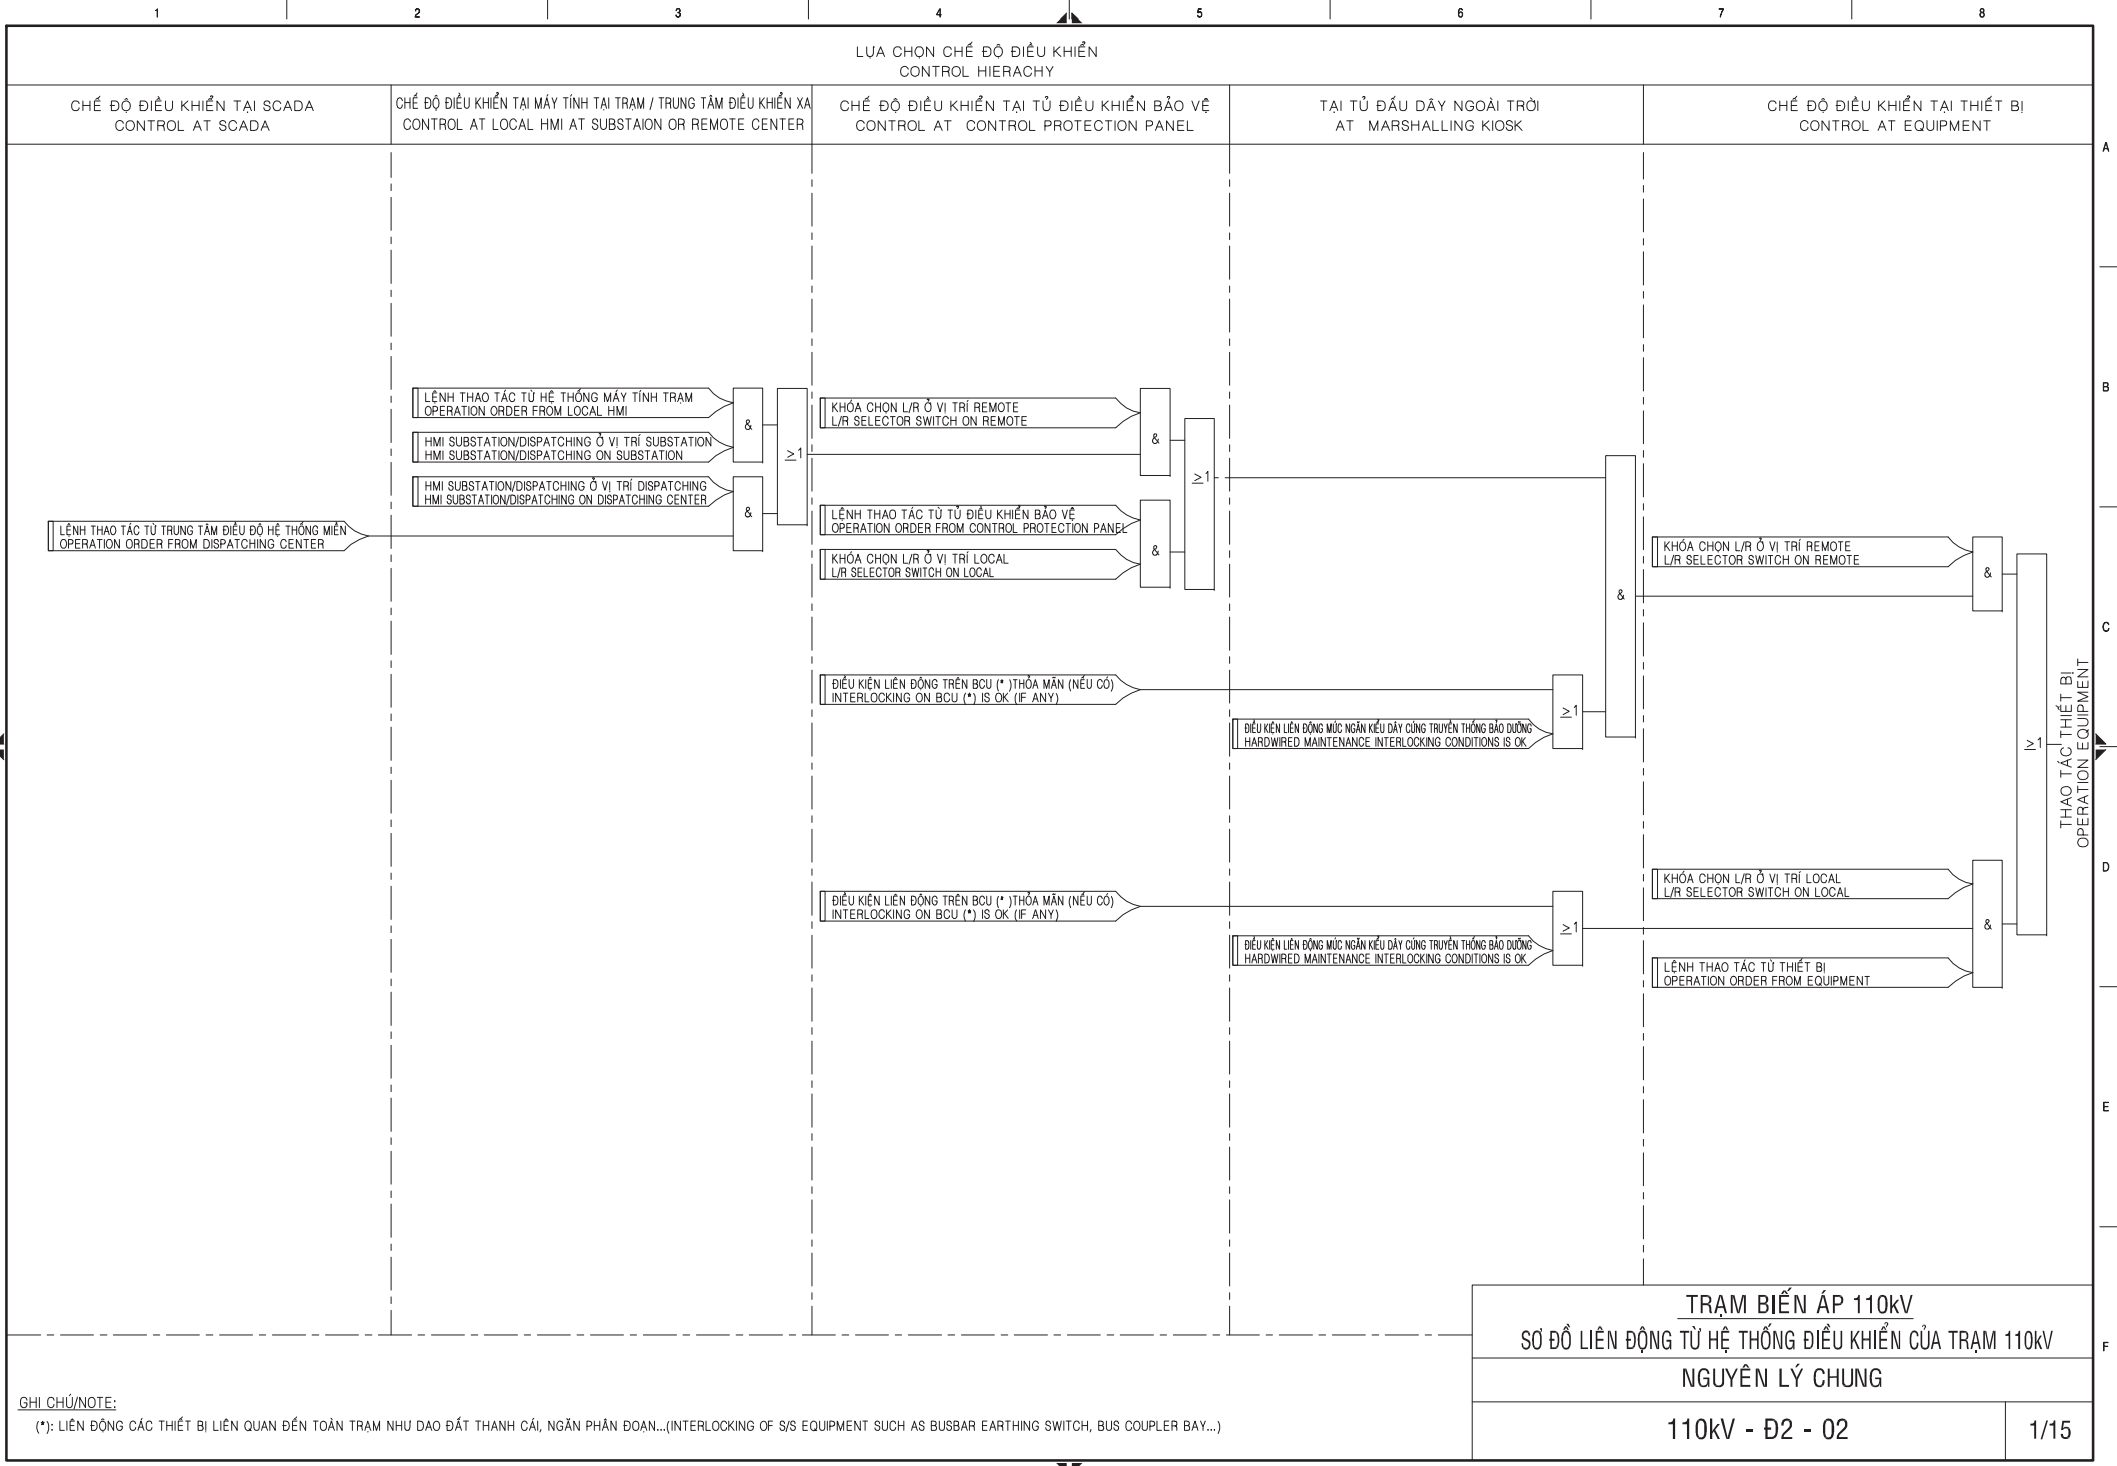 1 2 3 4 5 6 7 8
LỰA CHỌN CHẾ ĐỘ ĐIỀU KHIỂN
CONTROL HIERACHY
CHẾ ĐỘ ĐIỀU KHIỂN TẠI SCADA
CONTROL AT SCADA
CHẾ ĐỘ ĐIỀU KHIỂN TẠI MÁY TÍNH TẠI TRẠM / TRUNG TÂM ĐIỀU KHIỂN XA
CONTROL AT LOCAL HMI AT SUBSTAION OR REMOTE CENTER
CHẾ ĐỘ ĐIỀU KHIỂN TẠI TỦ ĐIỀU KHIỂN BẢO VỆ
CONTROL AT CONTROL PROTECTION PANEL
TẠI TỦ ĐẤU DÂY NGOÀI TRỜI
AT MARSHALLING KIOSK
CHẾ ĐỘ ĐIỀU KHIỂN TẠI THIẾT BỊ
CONTROL AT EQUIPMENT
A
B
C
D
E
F
LỆNH THAO TÁC TỪ TRUNG TÂM ĐIỀU ĐỘ HỆ THỐNG MIỀN
OPERATION ORDER FROM DISPATCHING CENTER
LỆNH THAO TÁC TỪ HỆ THỐNG MÁY TÍNH TRẠM
OPERATION ORDER FROM LOCAL HMI
HMI SUBSTATION/DISPATCHING Ở VỊ TRÍ SUBSTATION
HMI SUBSTATION/DISPATCHING ON SUBSTATION
&
HMI SUBSTATION/DISPATCHING Ở VỊ TRÍ DISPATCHING
HMI SUBSTATION/DISPATCHING ON DISPATCHING CENTER
&
≥1
KHÓA CHỌN L/R Ở VỊ TRÍ REMOTE
L/R SELECTOR SWITCH ON REMOTE
&
LỆNH THAO TÁC TỪ TỦ ĐIỀU KHIỂN BẢO VỆ
OPERATION ORDER FROM CONTROL PROTECTION PANEL
KHÓA CHỌN L/R Ở VỊ TRÍ LOCAL
L/R SELECTOR SWITCH ON LOCAL
&
≥1
ĐIỀU KIỆN LIÊN ĐỘNG TRÊN BCU (* )THỎA MÃN (NẾU CÓ)
INTERLOCKING ON BCU (*) IS OK (IF ANY)
ĐIỀU KIỆN LIÊN ĐỘNG MỨC NGĂN KIỂU DÂY CỨNG TRUYỀN THỐNG BẢO DƯỠNG
HARDWIRED MAINTENANCE INTERLOCKING CONDITIONS IS OK
≥1
&
KHÓA CHỌN L/R Ở VỊ TRÍ REMOTE
L/R SELECTOR SWITCH ON REMOTE
&
ĐIỀU KIỆN LIÊN ĐỘNG TRÊN BCU (* )THỎA MÃN (NẾU CÓ)
INTERLOCKING ON BCU (*) IS OK (IF ANY)
ĐIỀU KIỆN LIÊN ĐỘNG MỨC NGĂN KIỂU DÂY CỨNG TRUYỀN THỐNG BẢO DƯỠNG
HARDWIRED MAINTENANCE INTERLOCKING CONDITIONS IS OK
≥1
KHÓA CHỌN L/R Ở VỊ TRÍ LOCAL
L/R SELECTOR SWITCH ON LOCAL
LỆNH THAO TÁC TỪ THIẾT BỊ
OPERATION ORDER FROM EQUIPMENT
&
≥1
THAO TÁC THIẾT BỊ
OPERATION EQUIPMENT
GHI CHÚ/NOTE:
(*): LIÊN ĐỘNG CÁC THIẾT BỊ LIÊN QUAN ĐẾN TOÀN TRẠM NHƯ DAO ĐẤT THANH CÁI, NGĂN PHÂN ĐOẠN...(INTERLOCKING OF S/S EQUIPMENT SUCH AS BUSBAR EARTHING SWITCH, BUS COUPLER BAY...)
TRẠM BIẾN ÁP 110kV
SƠ ĐỒ LIÊN ĐỘNG TỪ HỆ THỐNG ĐIỀU KHIỂN CỦA TRẠM 110kV
NGUYÊN LÝ CHUNG
110kV - Đ2 - 02
1/15